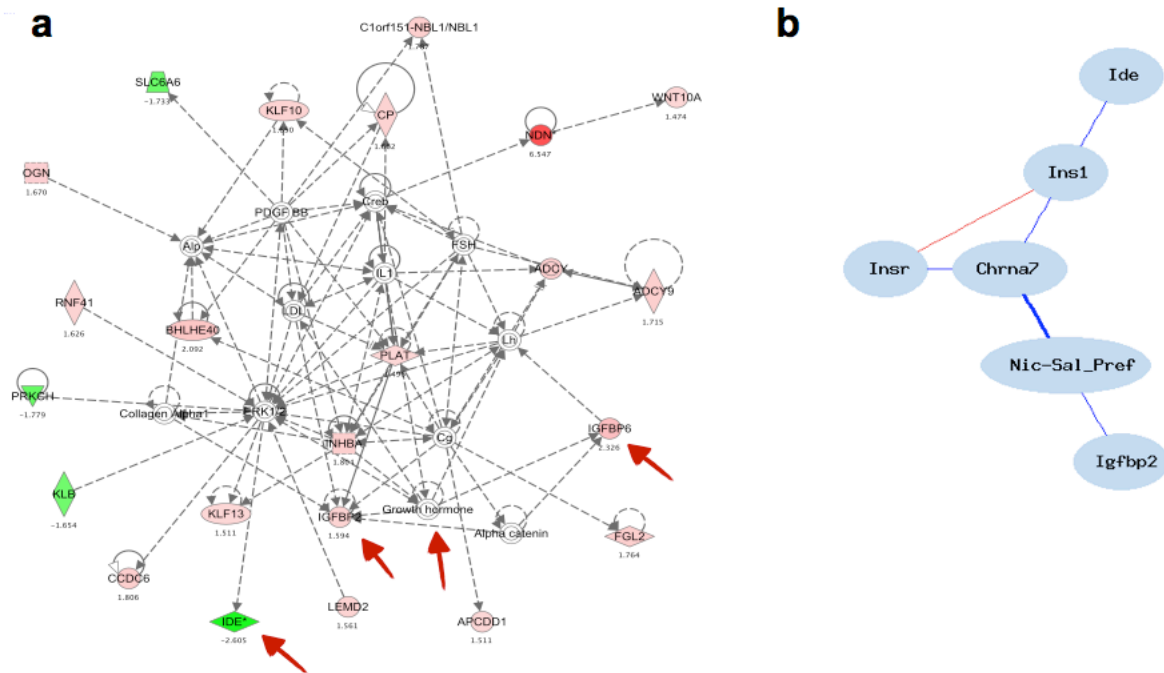 a
b
C1orf151-NBL1/NBL1
SLC6A6
-1.733
KLF10
CP
WNT10A
1.474
NDN*
6.547
OGN
1.670
PDGF BB
Creb
Alp
FSH
IL1
ADCY
ADCY9
1.715
LDL
RNF41
1.626
BHLHE40
2.092
Lh
PLAT
PRKCH
-1.779
Collagen Alpha1
ERK1/2
INHBA
Cg
IGFBP6
2.326
KLB
-1.654
KLF13
1.511
IGFBP2
1.594
Growth hormone
Alpha catenin
FGL2
1.764
CCDC6
1.806
IDE*
-2.605
LEMD2
1.561
APCDD1
1.511
Ide
Ins1
Insr
Chrna7
Nic-Sal_Pref
Igfbp2